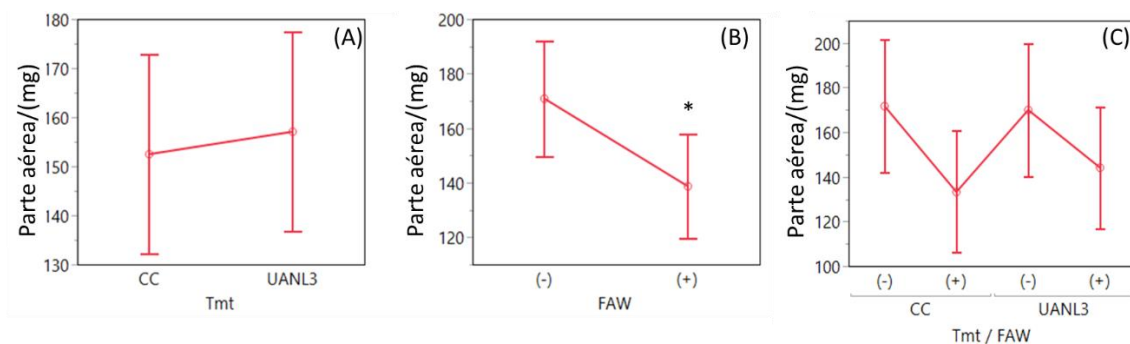 (A)
Parte aérea/(mg)
180
170
160
150
140
130
CC
UANL3
Tmt
(B)
Parte aérea/(mg)
200
180
160
140
120
*
(-)
(+)
FAW
(C)
Parte aérea/(mg)
200
180
160
140
120
100
(-) (+) (-) (+)
CC UANL3
Tmt / FAW